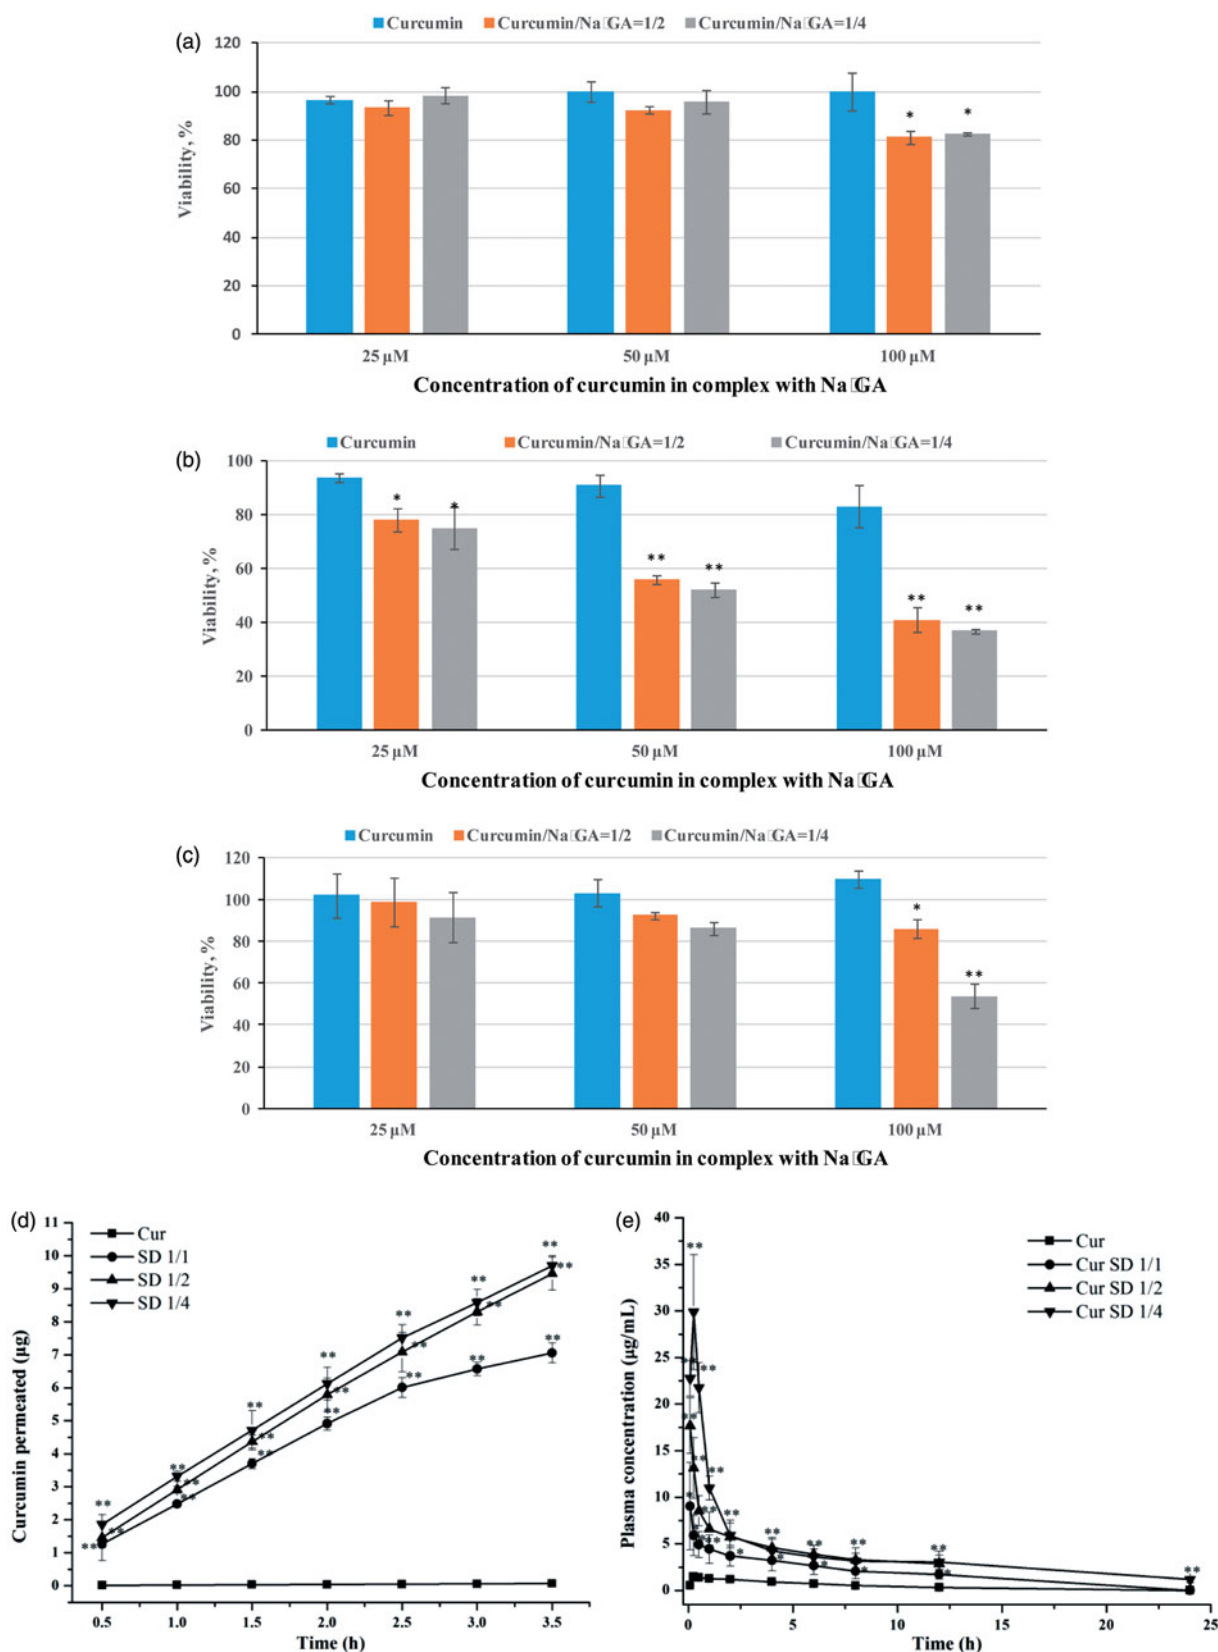 (a)
Curcumin Curcumin/Na GA=1/2 Curcumin/Na GA=1/4
120
100
80
60
40
20
0
Viability, %
* *
25 µM 50 µM 100 µM
Concentration of curcumin in complex with Na GA
(b)
Curcumin Curcumin/Na GA=1/2 Curcumin/Na GA=1/4
100
80
60
40
20
0
Viability, %
* * ** ** ** **
25 µM 50 µM 100 µM
Concentration of curcumin in complex with Na GA
(c)
Curcumin Curcumin/Na GA=1/2 Curcumin/Na GA=1/4
120
100
80
60
40
20
0
Viability, %
* **
25 µM 50 µM 100 µM
Concentration of curcumin in complex with Na GA
(d)
Cur
SD 1/1
SD 1/2
SD 1/4
11
10
9
8
7
6
5
4
3
2
1
0
Curcumin permeated (µg)
0.5 1.0 1.5 2.0 2.5 3.0 3.5
Time (h)
(e)
Cur
Cur SD 1/1
Cur SD 1/2
Cur SD 1/4
40
35
30
25
20
15
10
5
0
Plasma concentration (µg/mL)
0 5 10 15 20 25
Time (h)